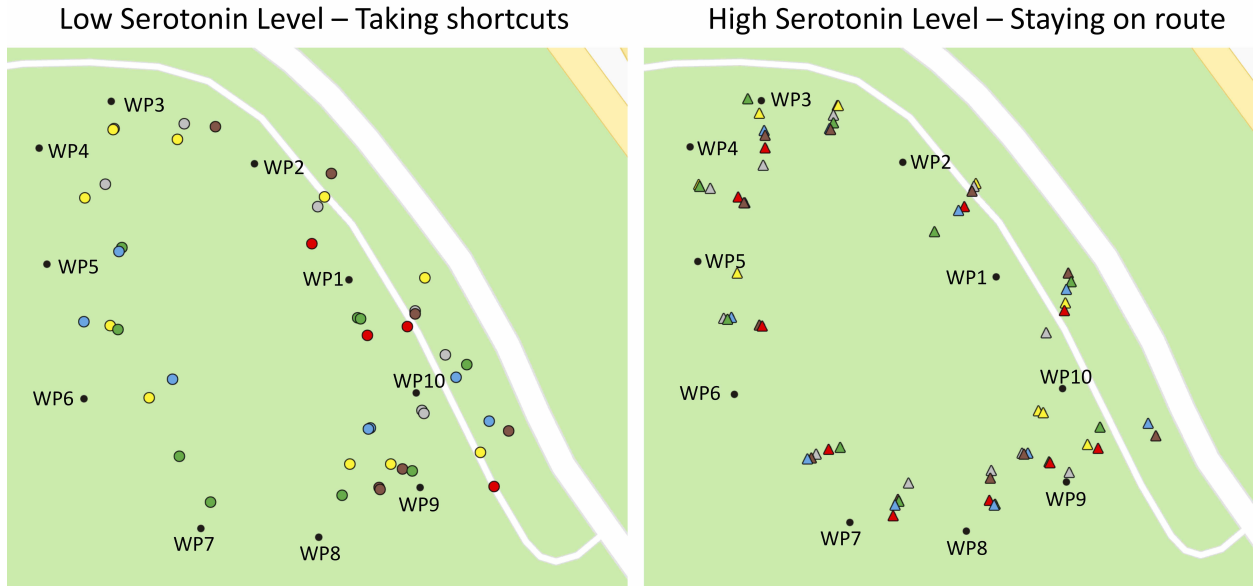 Low Serotonin Level – Taking shortcuts
WP3
WP4
WP2
WP5
WP1
WP10
WP6
WP9
WP7
WP8
High Serotonin Level – Staying on route
WP3
WP4
WP2
WP5
WP1
WP10
WP6
WP9
WP7
WP8